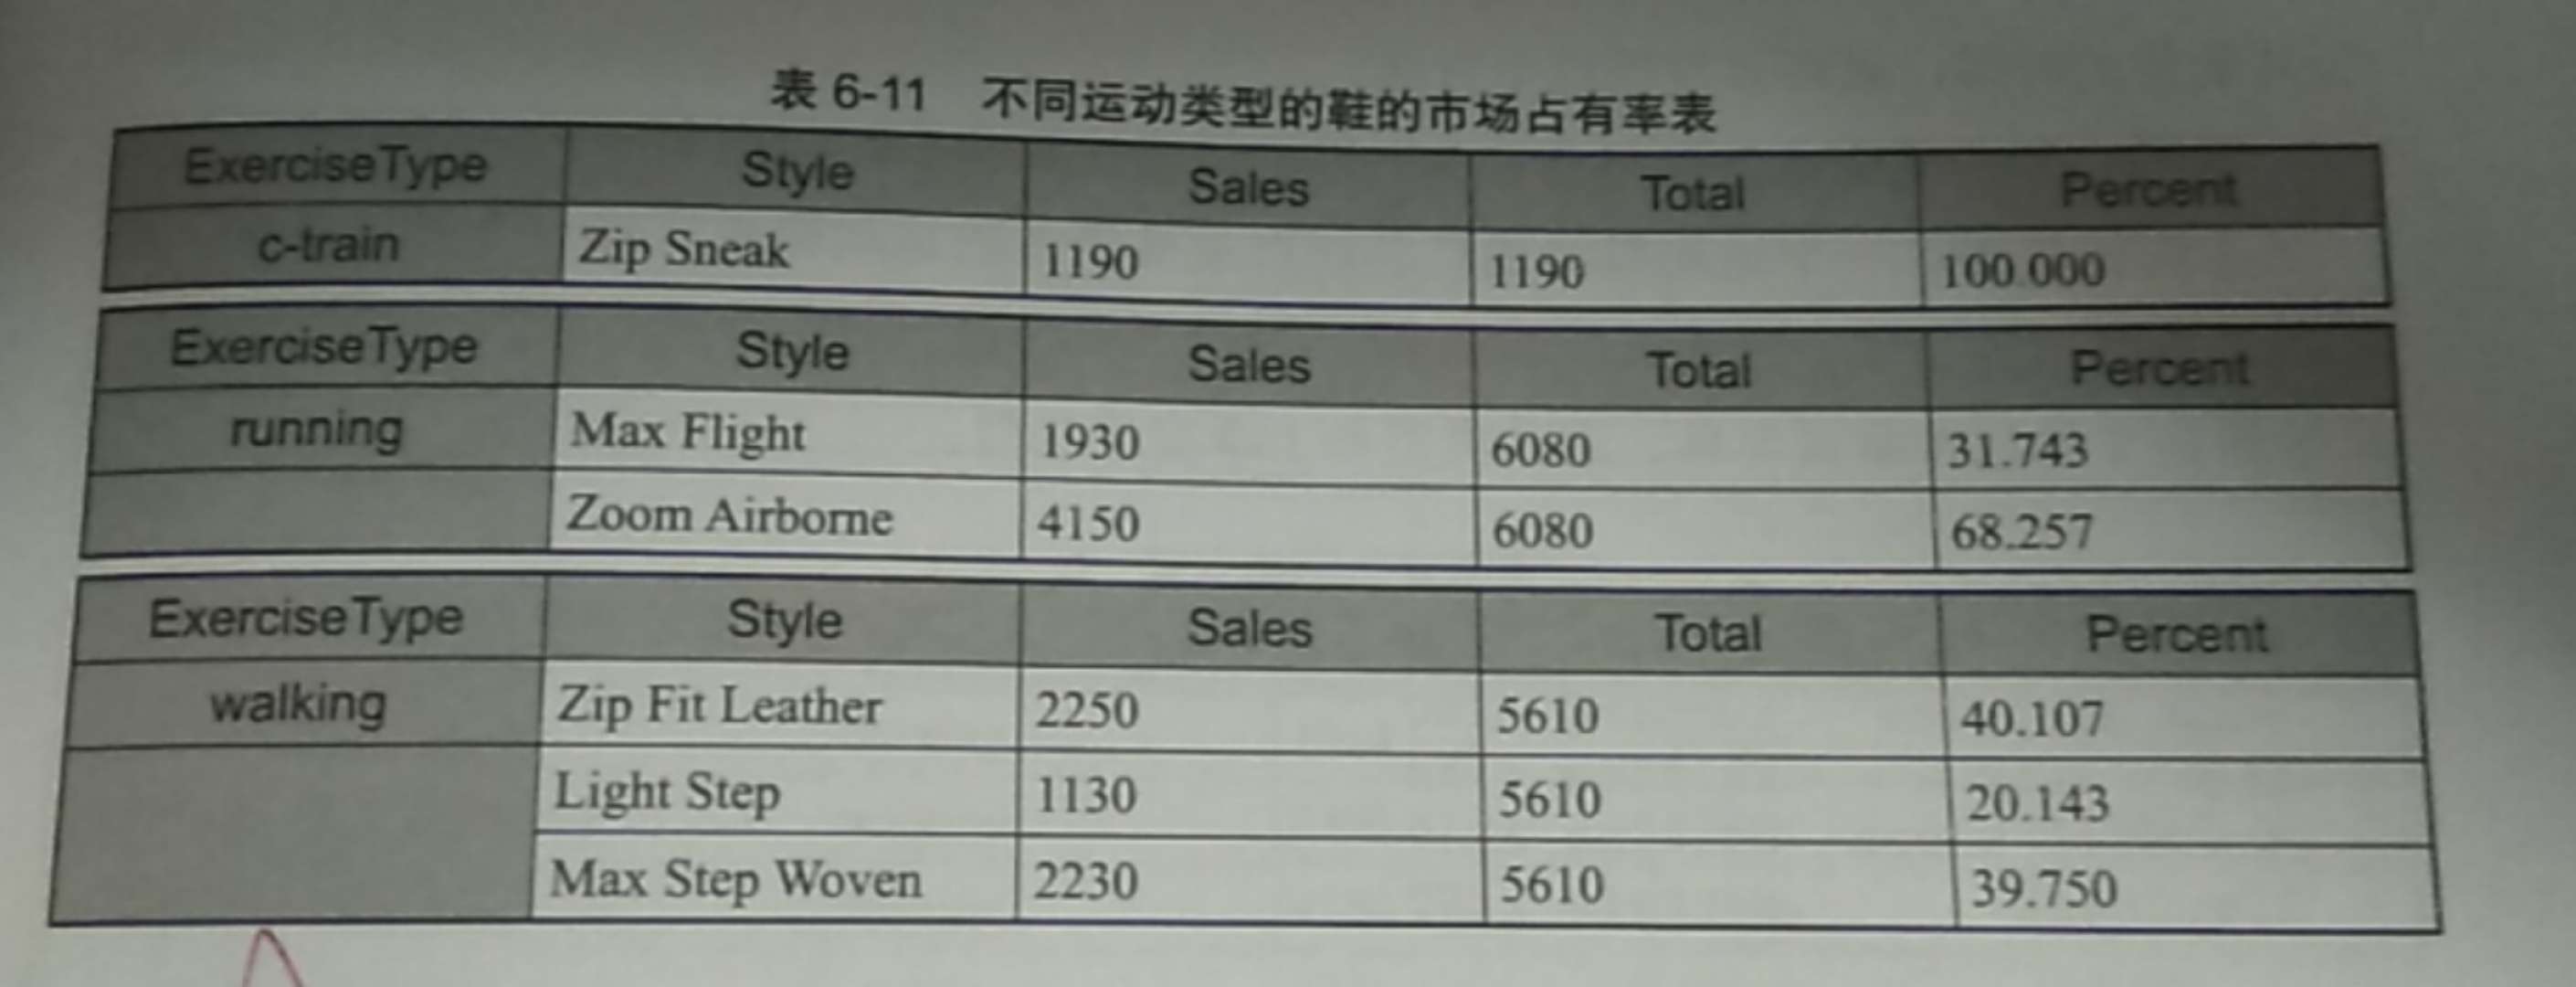 表 6-11 不同运动类型的鞋的市场占有率表
ExerciseType Style Sales Total Percent
c-train Zip Sneak 1190 1190 100.000
ExerciseType Style Sales Total Percent
running Max Flight 1930 6080 31.743
Zoom Airborne 4150 6080 68.257
ExerciseType Style Sales Total Percent
walking Zip Fit Leather 2250 5610 40.107
Light Step 1130 5610 20.143
Max Step Woven 2230 5610 39.750